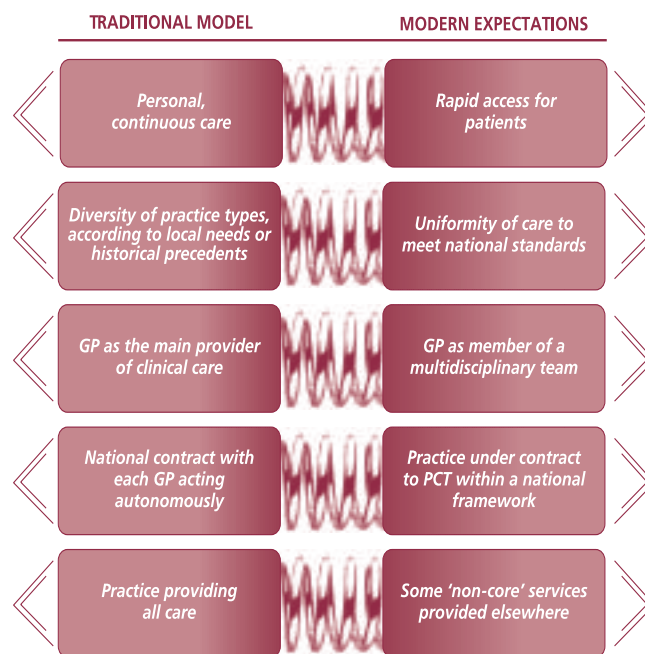 TRADITIONAL MODEL
MODERN EXPECTATIONS
Personal,
continuous care
Rapid access for
patients
Diversity of practice types,
according to local needs or
historical precedents
Uniformity of care to
meet national standards
GP as the main provider
of clinical care
GP as member of a
multidisciplinary team
National contract with
each GP acting
autonomously
Practice under contract
to PCT within a national
framework
Practice providing
all care
Some ‘non-core’ services
provided elsewhere